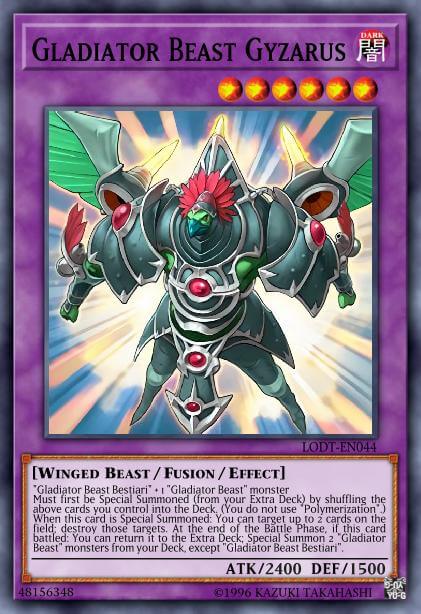 GLADIATOR BEAST GYZARUS
DARK
闇
LODT-EN044
[WINGED BEAST / FUSION / EFFECT]
"Gladiator Beast Bestiari" + 1 "Gladiator Beast" monster
Must first be Special Summoned (from your Extra Deck) by shuffling the
above cards you control into the Deck. (You do not use "Polymerization".)
When this card is Special Summoned: You can target up to 2 cards on the
field; destroy those targets. At the end of the Battle Phase, if this card
battled: You can return it to the Extra Deck; Special Summon 2 "Gladiator
Beast" monsters from your Deck, except "Gladiator Beast Bestiari".
ATK/2400 DEF/1500
48156348
©1996 KAZUKI TAKAHASHI